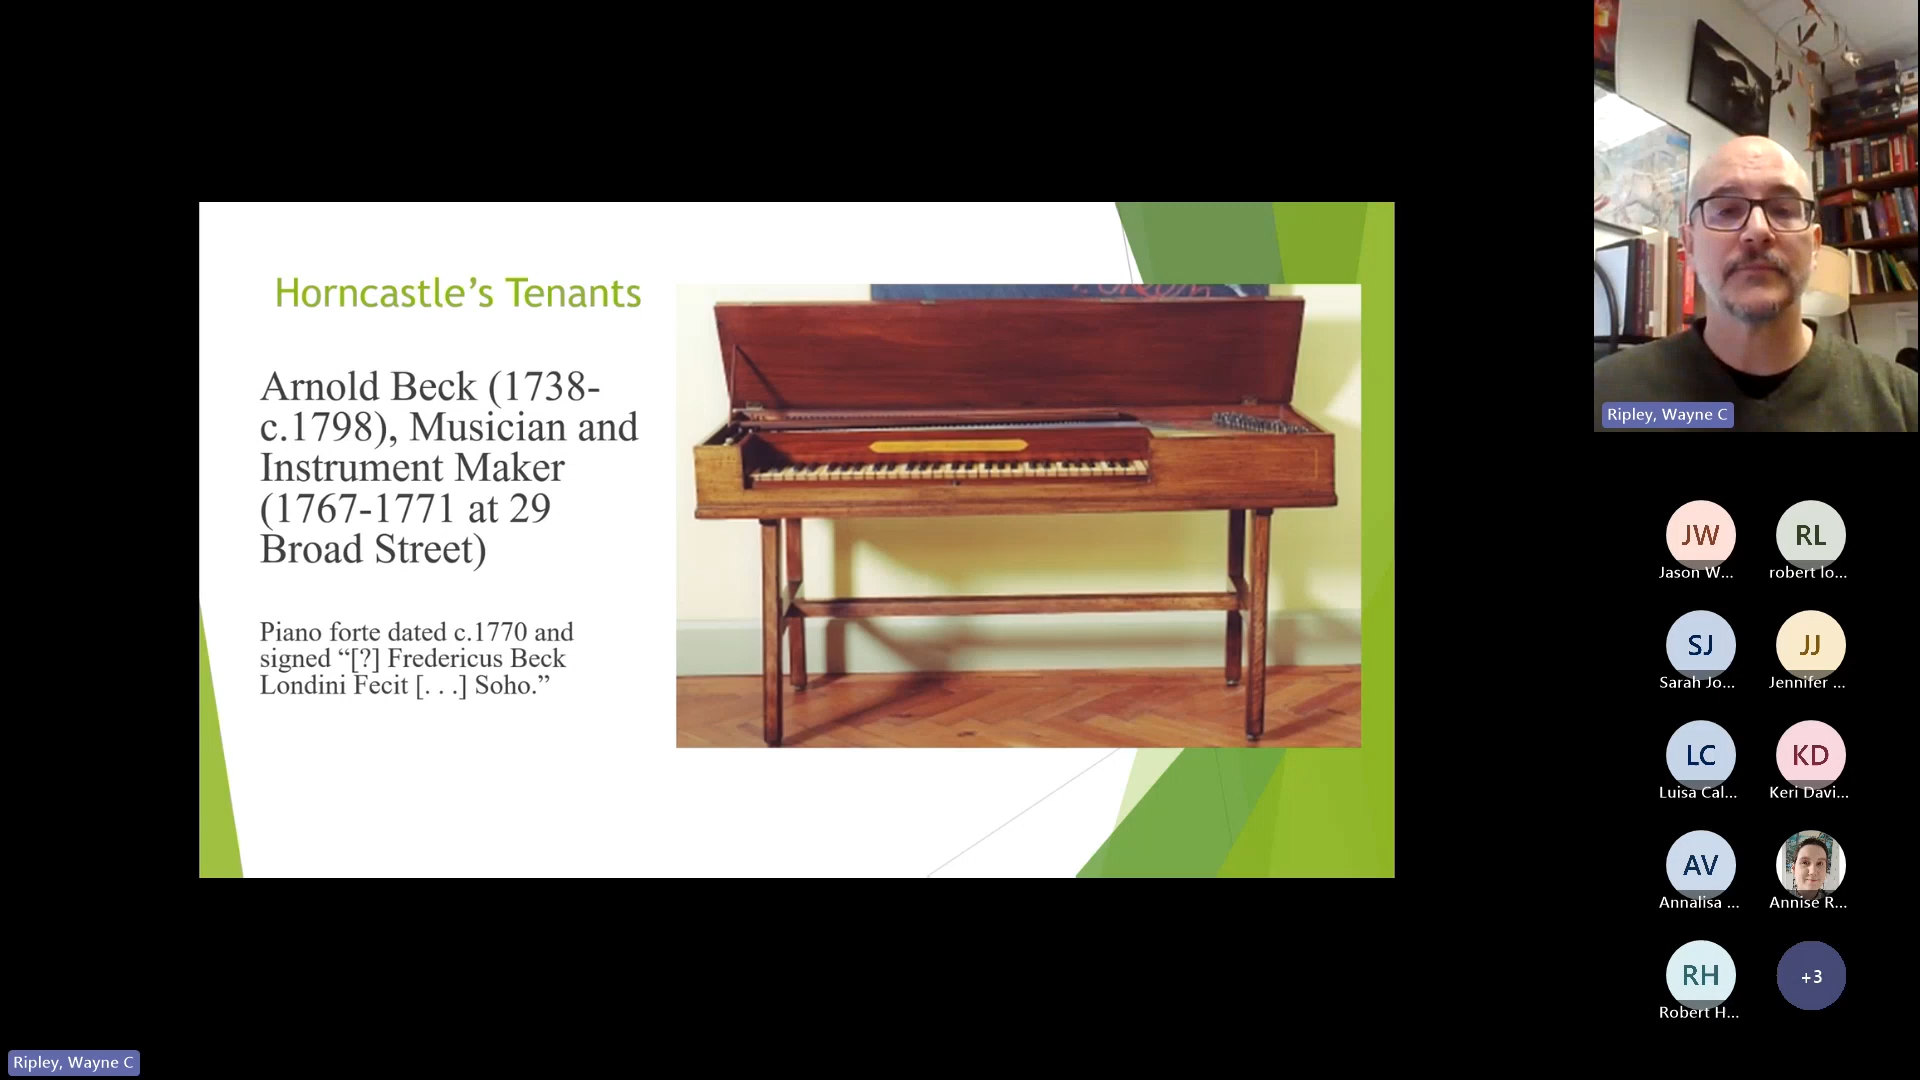 Horncastle's Tenants
Arnold Beck (1738-
c.1798), Musician and
Instrument Maker
(1767-1771 at 29
Broad Street)
Piano forte dated c.1770 and
signed “[?] Fredericus Beck
Londini Fecit [. . .] Soho.”
Ripley, Wayne C
JW
Jason W...
RL
robert lo...
SJ
Sarah Jo...
JJ
Jennifer ...
LC
Luisa Cal...
KD
Keri Davi...
AV
Annalisa ...
Annise R...
RH
Robert H...
+3
Ripley, Wayne C